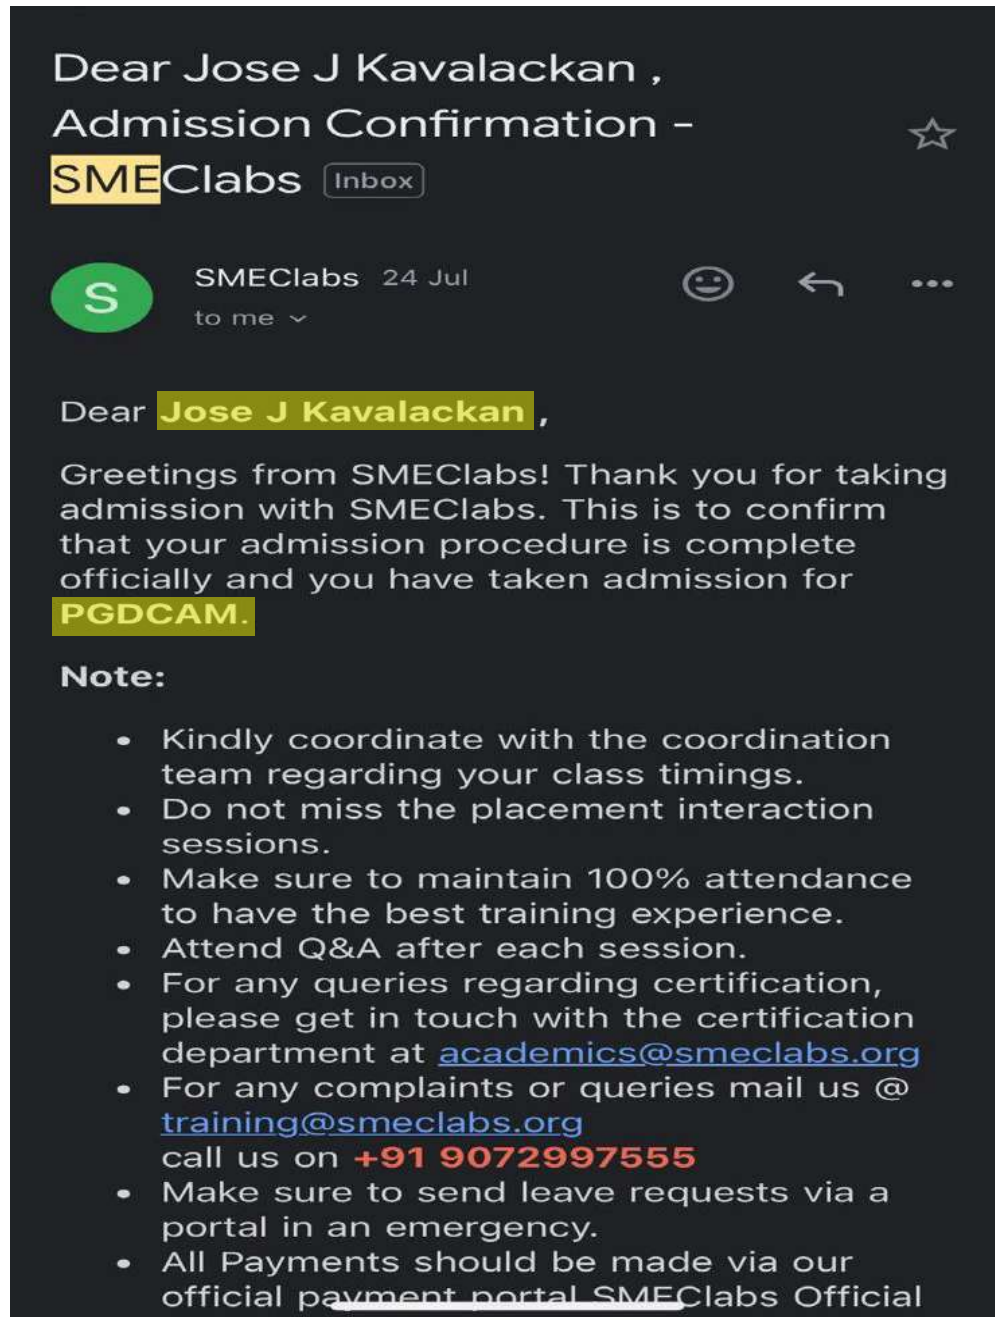 Dear Jose J Kavalackan ,
Admission Confirmation -
SMEClabs Inbox
S
SMEClabs 24 Jul
to me
Dear Jose J Kavalackan ,
Greetings from SMEClabs! Thank you for taking
admission with SMEClabs. This is to confirm
that your admission procedure is complete
officially and you have taken admission for
PGDCAM.
Note:
• Kindly coordinate with the coordination
team regarding your class timings.
• Do not miss the placement interaction
sessions.
• Make sure to maintain 100% attendance
to have the best training experience.
• Attend Q&A after each session.
• For any queries regarding certification,
please get in touch with the certification
department at academics@smeclabs.org
• For any complaints or queries mail us @
training@smeclabs.org
call us on +91 9072997555
• Make sure to send leave requests via a
portal in an emergency.
• All Payments should be made via our
official payment portal SMEClabs Official